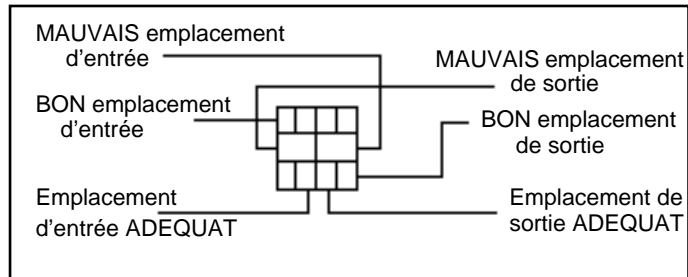 MAUVAIS emplacement
d'entrée
MAUVAIS emplacement
de sortie
BON emplacement
d'entrée
BON emplacement
de sortie
Emplacement
d'entrée ADEQUAT
Emplacement de
sortie ADEQUAT